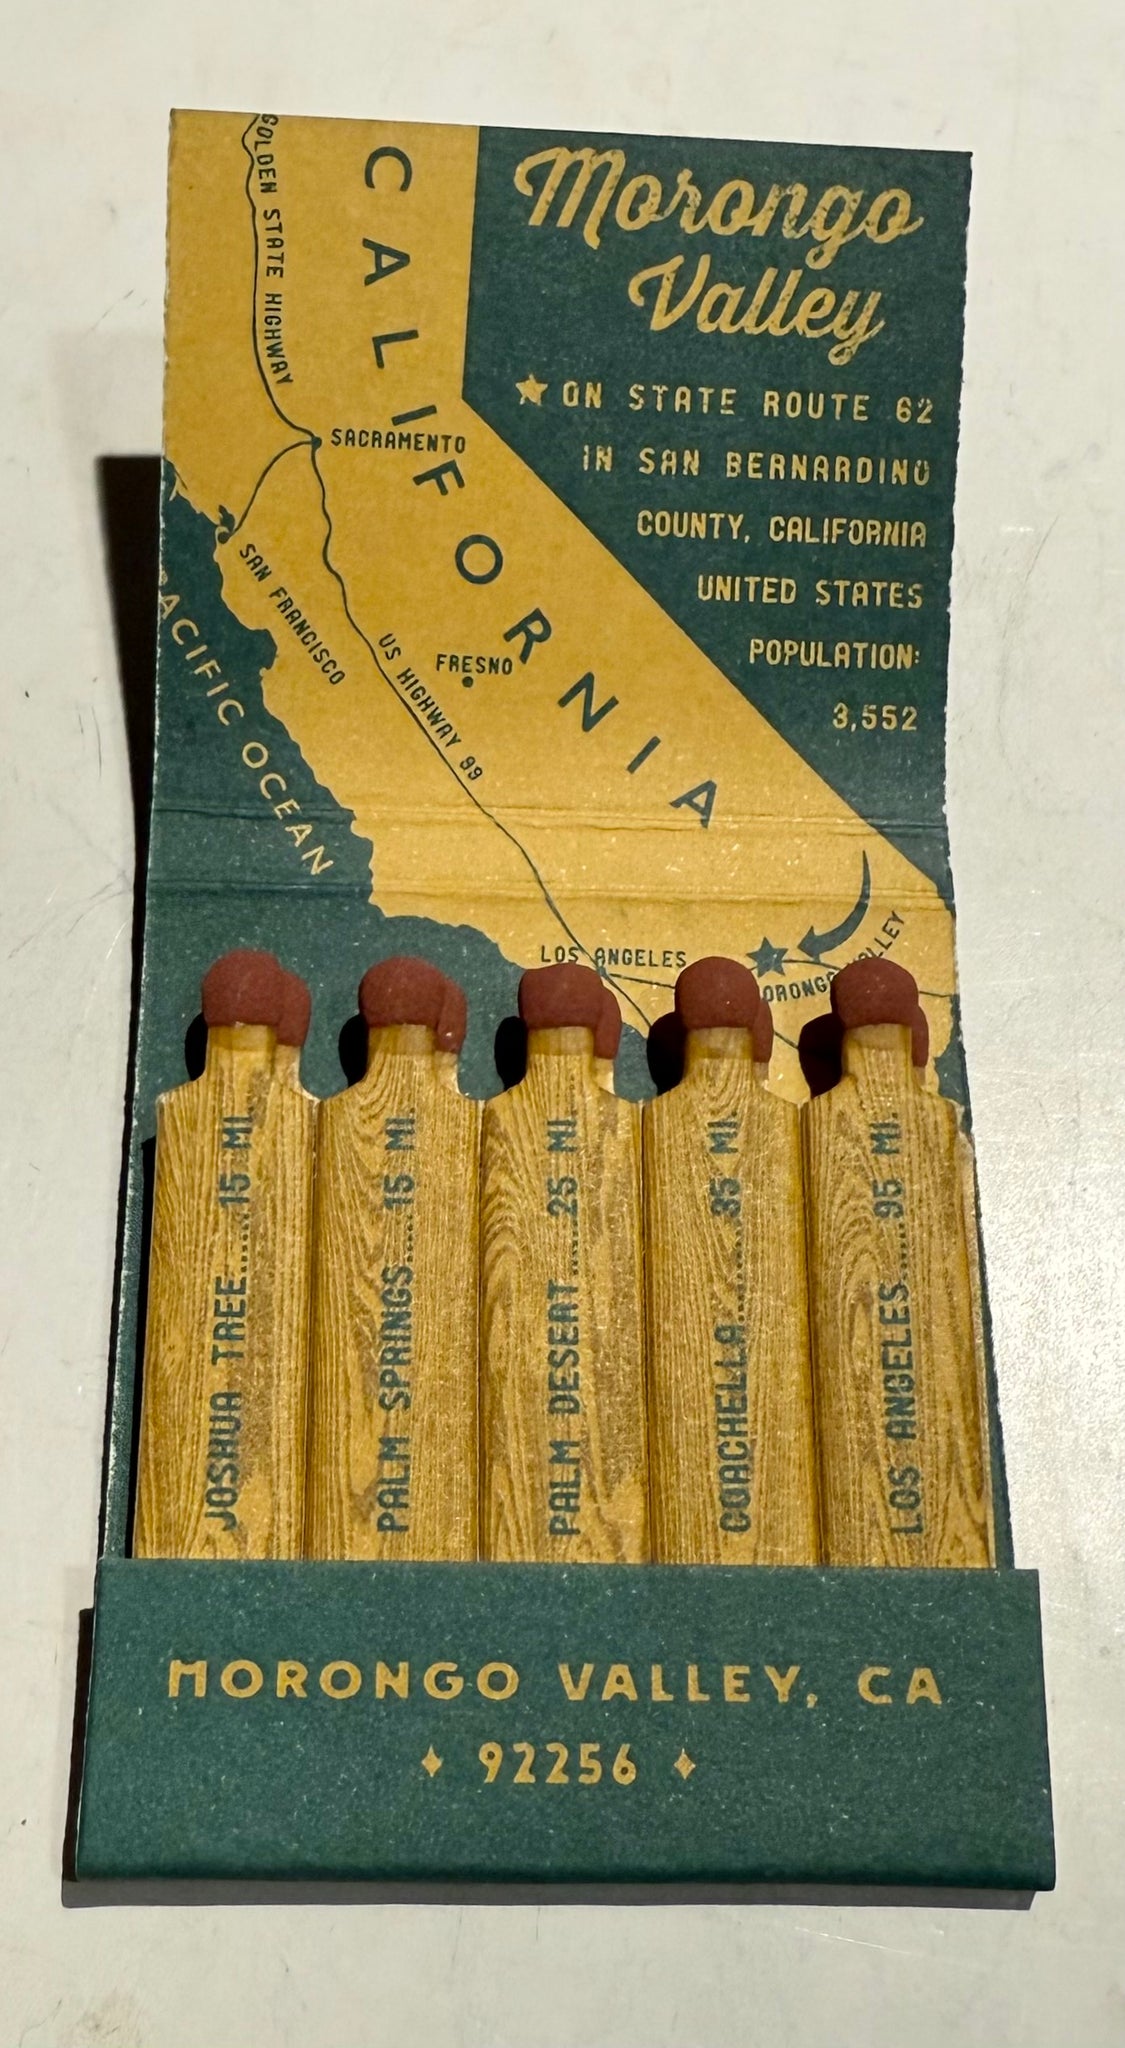 Morongo
Valley
ON STATE ROUTE 62
IN SAN BERNARDINO
COUNTY, CALIFORNIA
UNITED STATES
POPULATION:
3,552
CALIFORNIA
GOLDEN STATE HIGHWAY
SACRAMENTO
SAN FRANCISCO
PACIFIC OCEAN
US HIGHWAY 99
FRESNO
LOS ANGELES
MORONGO VALLEY
JOSHUA TREE......15 MI.
PALM SPRINGS......15 MI.
PALM DESERT......25 MI.
COACHELLA.........35 MI.
LOS ANGELES......95 MI.
MORONGO VALLEY, CA
92256